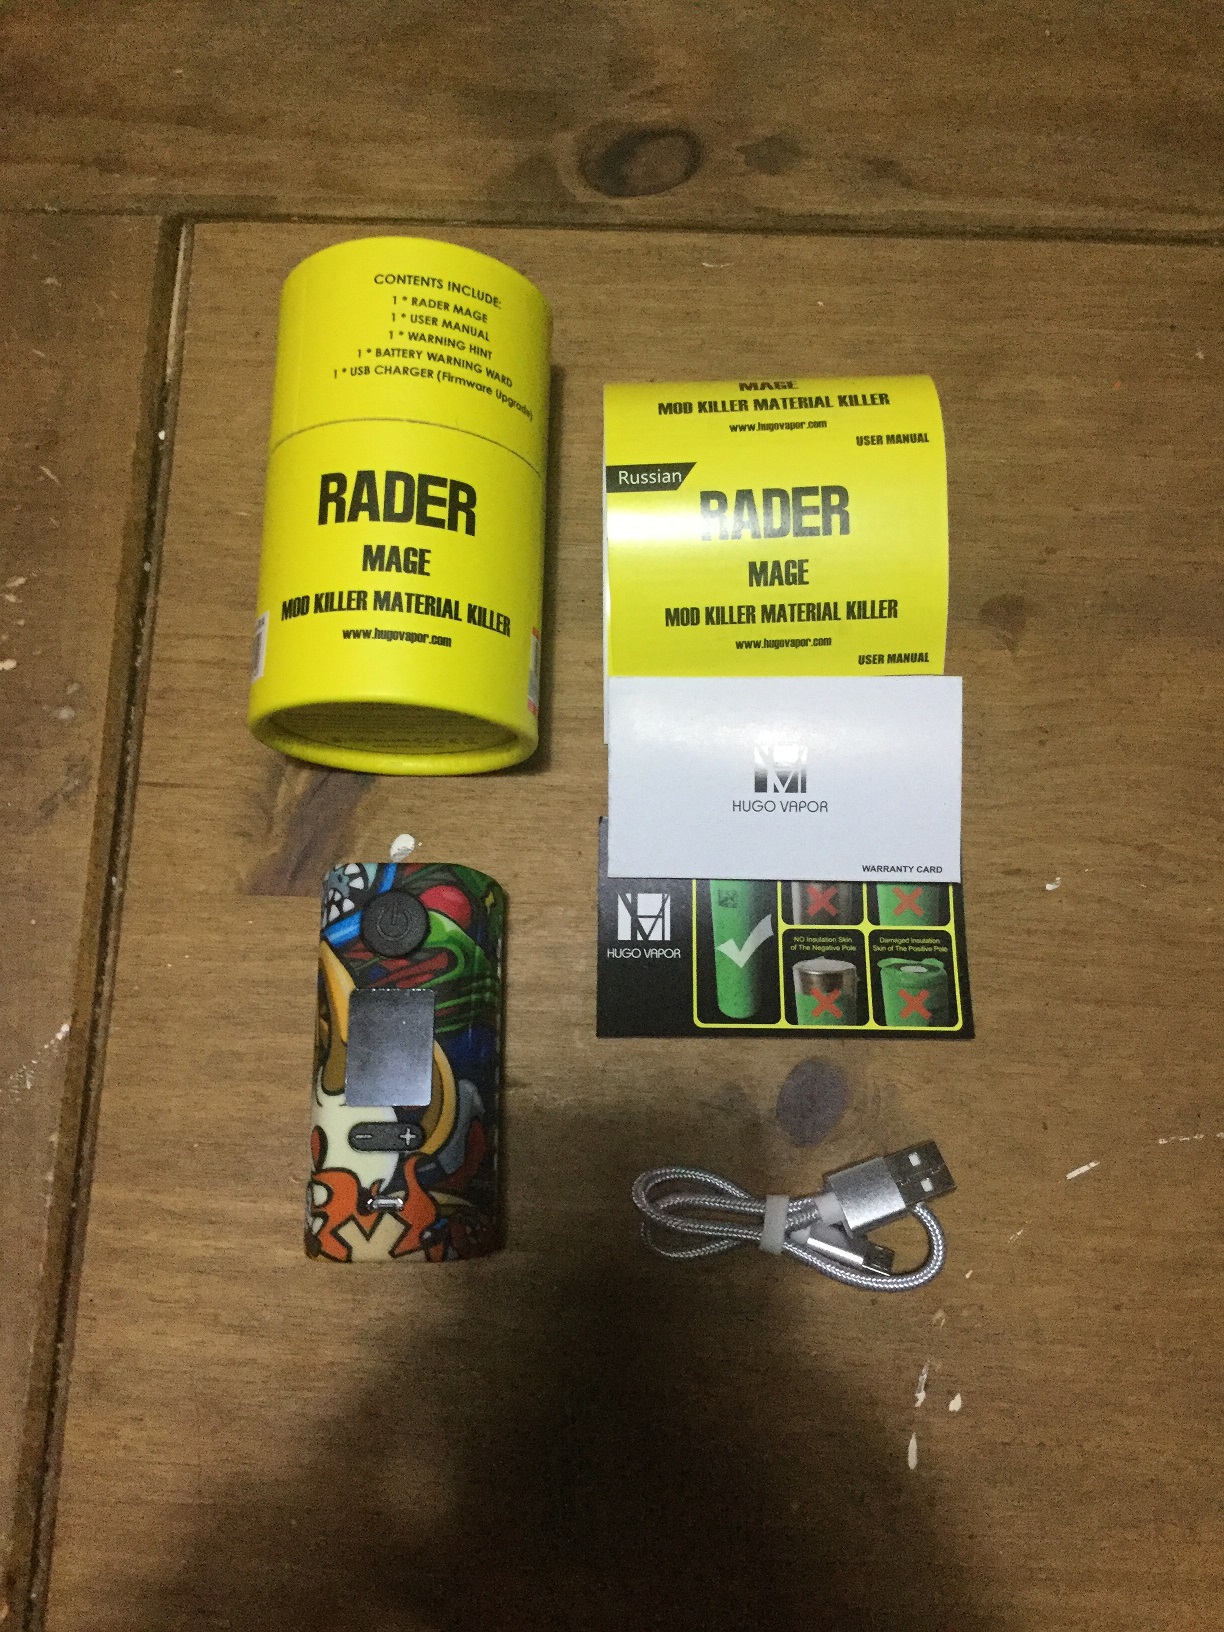 CONTENTS INCLUDE:
1 * RADER MAGE
1 * USER MANUAL
1 * WARNING HINT
1 * BATTERY WARNING WARD
1 * USB CHARGER (Firmware Upgrade)
RADER
MAGE
MOD KILLER MATERIAL KILLER
www.hugovapor.com
MAGE
MOD KILLER MATERIAL KILLER
www.hugovapor.com
USER MANUAL
Russian
RADER
MAGE
MOD KILLER MATERIAL KILLER
www.hugovapor.com
USER MANUAL
HUGO VAPOR
WARRANTY CARD
HUGO VAPOR
NO Insulation Skin
of The Negative Pole
Damaged Insulation
Skin of The Positive Pole
- +